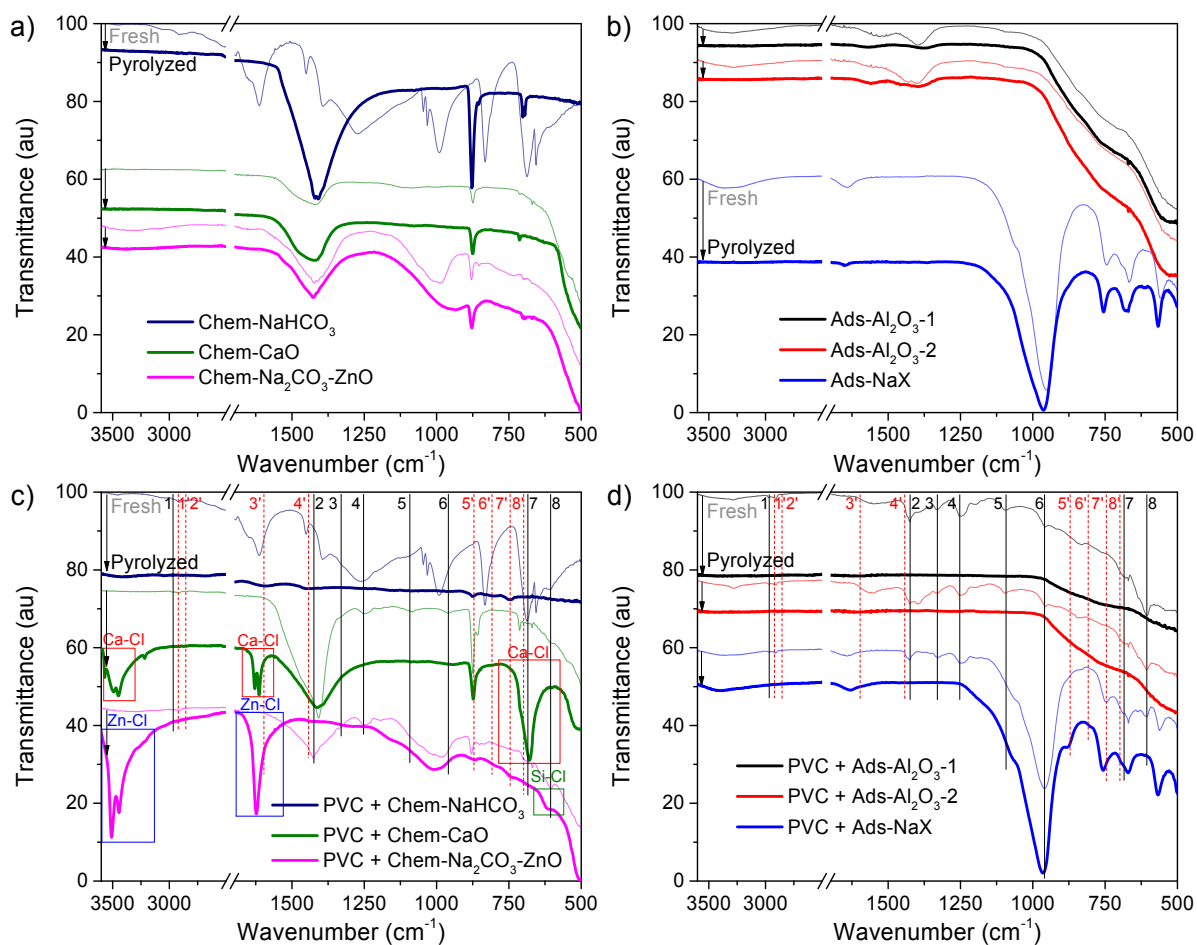 a)
Transmittance (au)
100
80
60
40
20
0
Fresh
Pyrolyzed
Chem-NaHCO₃
Chem-CaO
Chem-Na₂CO₃-ZnO
3500 3000 1500 1000 500
Wavenumber (cm⁻¹)
b)
Transmittance (au)
100
80
60
40
20
0
Fresh
Pyrolyzed
Ads-Al₂O₃-1
Ads-Al₂O₃-2
Ads-NaX
3500 3000 1500 1000 750 500
Wavenumber (cm⁻¹)
c)
Transmittance (au)
100
80
60
40
20
0
1 1' 2' 3' 4' 2 3 4 5 6 5' 6' 7' 8' 7 8
Fresh
Pyrolyzed
Ca-Cl
Ca-Cl
Ca-Cl
Zn-Cl
Zn-Cl
Si-Cl
PVC + Chem-NaHCO₃
PVC + Chem-CaO
PVC + Chem-Na₂CO₃-ZnO
3500 3000 1500 1000 500
Wavenumber (cm⁻¹)
d)
Transmittance (au)
100
80
60
40
20
0
1 1' 2' 3' 4' 2 3 4 5 6 5' 6' 7' 8' 7 8
Fresh
Pyrolyzed
PVC + Ads-Al₂O₃-1
PVC + Ads-Al₂O₃-2
PVC + Ads-NaX
3500 3000 1500 1000 750 500
Wavenumber (cm⁻¹)